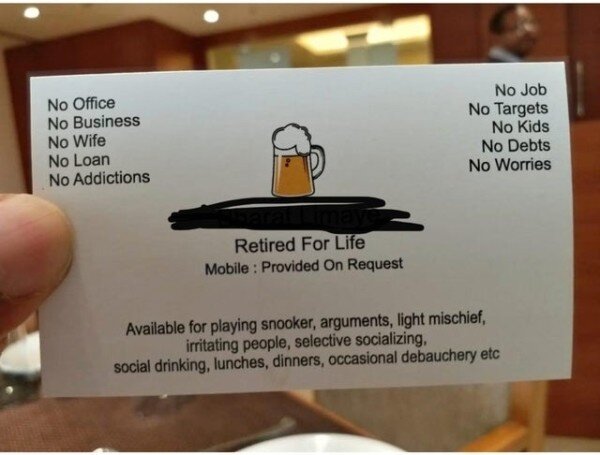 No Office
No Business
No Wife
No Loan
No Addictions
No Job
No Targets
No Kids
No Debts
No Worries
Retired For Life
Mobile : Provided On Request
Available for playing snooker, arguments, light mischief,
irritating people, selective socializing,
social drinking, lunches, dinners, occasional debauchery etc